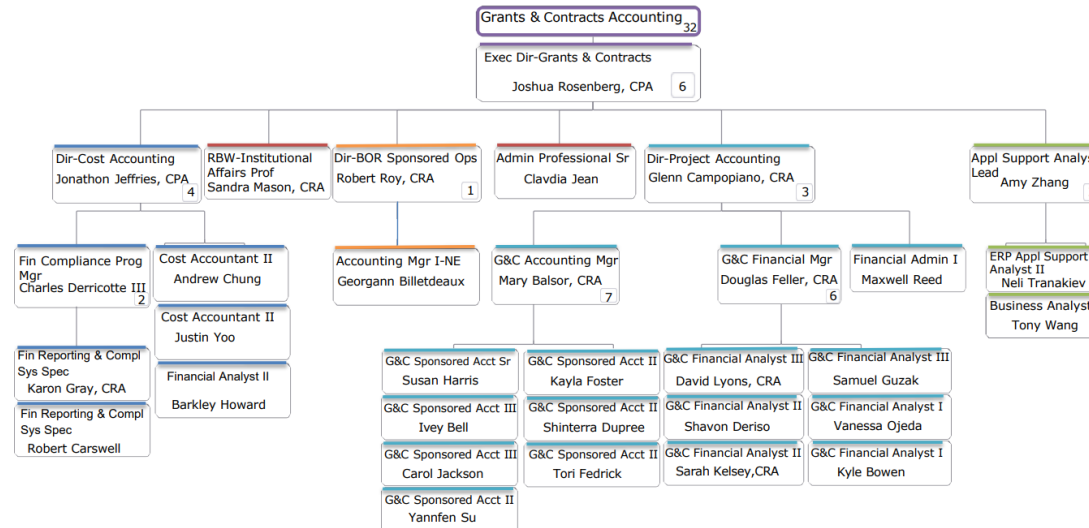 Grants & Contracts Accounting
32
Exec Dir-Grants & Contracts
Joshua Rosenberg, CPA
6
Dir-Cost Accounting
Jonathon Jeffries, CPA
4
RBW-Institutional
Affairs Prof
Sandra Mason, CRA
Dir-BOR Sponsored Ops
Robert Roy, CRA
1
Admin Professional Sr
Clavdia Jean
Dir-Project Accounting
Glenn Campopiano, CRA
3
Appl Support Analys
Lead
Amy Zhang
Fin Compliance Prog
Mgr
Charles Derricotte III
2
Cost Accountant II
Andrew Chung
Cost Accountant II
Justin Yoo
Financial Analyst II
Barkley Howard
Fin Reporting & Compl
Sys Spec
Karon Gray, CRA
Fin Reporting & Compl
Sys Spec
Robert Carswell
Accounting Mgr I-NE
Georgann Billetdeaux
G&C Accounting Mgr
Mary Balsor, CRA
7
G&C Financial Mgr
Douglas Feller, CRA
6
Financial Admin I
Maxwell Reed
ERP Appl Support
Analyst II
Neli Tranakiev
Business Analyst
Tony Wang
G&C Sponsored Acct Sr
Susan Harris
G&C Sponsored Acct III
Ivey Bell
G&C Sponsored Acct III
Carol Jackson
G&C Sponsored Acct II
Yannfen Su
G&C Sponsored Acct II
Kayla Foster
G&C Sponsored Acct II
Shinterra Dupree
G&C Sponsored Acct II
Tori Fedrick
G&C Financial Analyst III
David Lyons, CRA
G&C Financial Analyst II
Shavon Deriso
G&C Financial Analyst II
Sarah Kelsey,CRA
G&C Financial Analyst III
Samuel Guzak
G&C Financial Analyst I
Vanessa Ojeda
G&C Financial Analyst I
Kyle Bowen